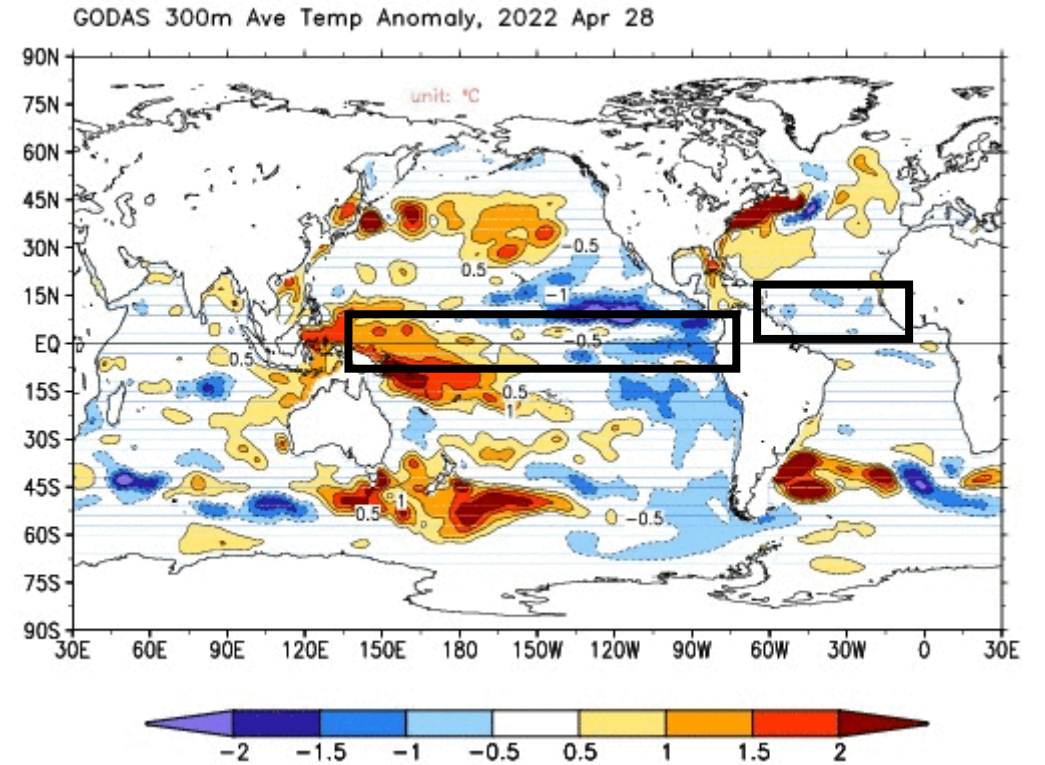 GODAS 300m Ave Temp Anomaly, 2022 Apr 28
90N
unit: °C
75N
60N
45N
-0.5
30N
0.5
15N
-1
EQ
-0.5
0.5
15S
0.5
1
30S
45S
1
0.5
-0.5
60S
75S
90S
30E 60E 90E 120E 150E 180 150W 120W 90W 60W 30W 0 30E
-2 -1.5 -1 -0.5 0.5 1 1.5 2